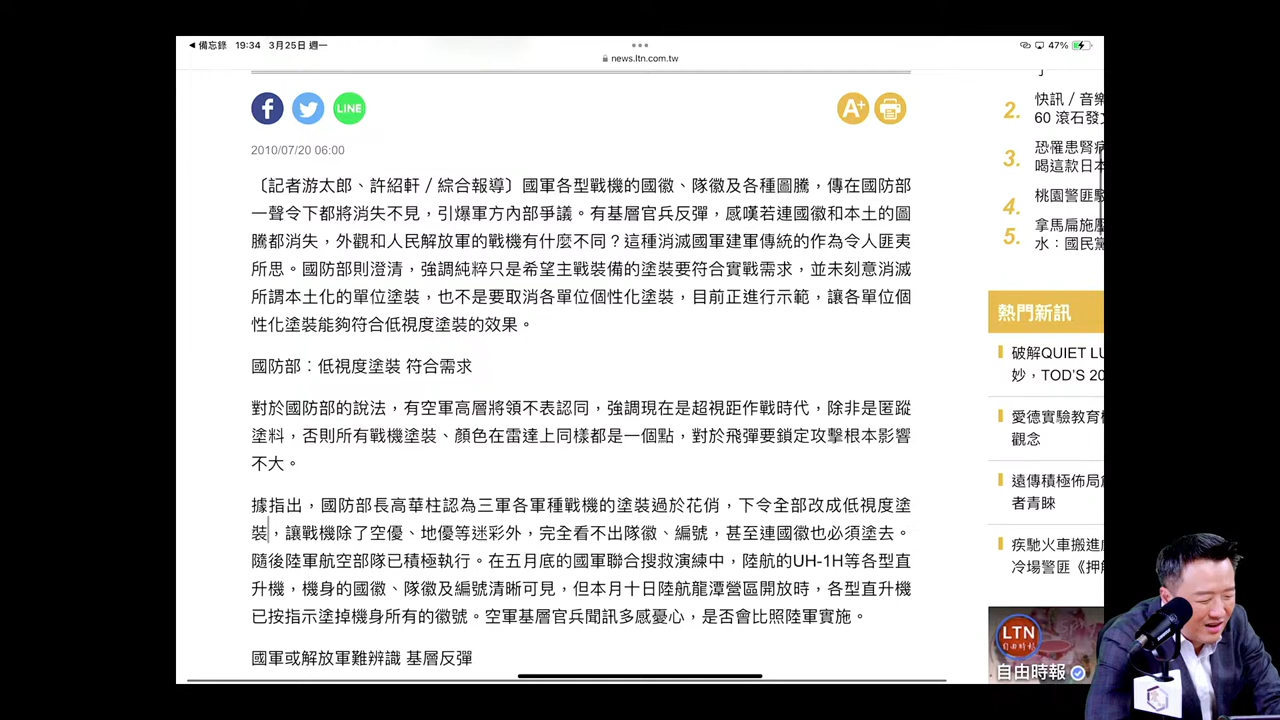 備忘錄 19:34 3月25日 週一
47%
news.ltn.com.tw
LINE
A+
2010/07/20 06:00
〔記者游太郎、許紹軒／綜合報導〕國軍各型戰機的國徽、隊徽及各種圖騰，傳在國防部
一聲令下都將消失不見，引爆軍方內部爭議。有基層官兵反彈，感嘆若連國徽和本土的圖
騰都消失，外觀和人民解放軍的戰機有什麼不同？這種消滅國軍建軍傳統的作為令人匪夷
所思。國防部則澄清，強調純粹只是希望主戰裝備的塗裝要符合實戰需求，並未刻意消滅
所謂本土化的單位塗裝，也不是要取消各單位個性化塗裝，目前正進行示範，讓各單位個
性化塗裝能夠符合低視度塗裝的效果。
國防部：低視度塗裝 符合需求
對於國防部的說法，有空軍高層將領不表認同，強調現在是超視距作戰時代，除非是匿蹤
塗料，否則所有戰機塗裝、顏色在雷達上同樣都是一個點，對於飛彈要鎖定攻擊根本影響
不大。
據指出，國防部長高華柱認為三軍各軍種戰機的塗裝過於花俏，下令全部改成低視度塗
裝，讓戰機除了空優、地優等迷彩外，完全看不出隊徽、編號，甚至連國徽也必須塗去。
隨後陸軍航空部隊已積極執行。在五月底的國軍聯合搜救演練中，陸航的UH-1H等各型直
升機，機身的國徽、隊徽及編號清晰可見，但本月十日陸航龍潭營區開放時，各型直升機
已按指示塗掉機身所有的徽號。空軍基層官兵聞訊多感憂心，是否會比照陸軍實施。
國軍或解放軍難辨識 基層反彈
2. 快訊／音樂
60 滾石發
3. 恐罹患腎病
喝這款日本
4. 桃園警匪駁
5. 拿馬扁施壓
水：國民黨
熱門新訊
破解QUIET LU
妙，TOD'S 20
愛德實驗教育
觀念
遠傳積極佈局
者青睞
疾馳火車搬進
冷場警匪《押
LTN
自由時報
自由時報